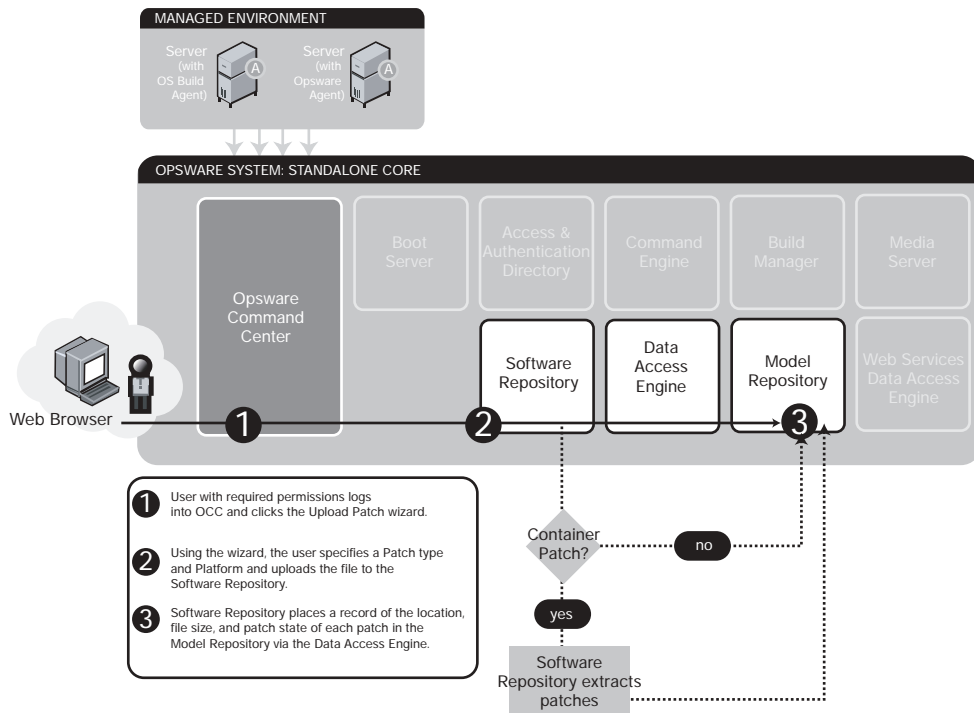 MANAGED ENVIRONMENT
Server
(with
OS Build
Agent)
A
Server
(with
Opsware
Agent)
A
OPSWARE SYSTEM: STANDALONE CORE
Opsware
Command
Center
Boot
Server
Access &
Authentication
Directory
Command
Engine
Build
Manager
Media
Server
Software
Repository
Data
Access
Engine
Model
Repository
Web Services
Data Access
Engine
Web Browser
1
2
3
1 User with required permissions logs
into OCC and clicks the Upload Patch wizard.
2 Using the wizard, the user specifies a Patch type
and Platform and uploads the file to the
Software Repository.
3 Software Repository places a record of the location,
file size, and patch state of each patch in the
Model Repository via the Data Access Engine.
Container
Patch?
no
yes
Software
Repository extracts
patches